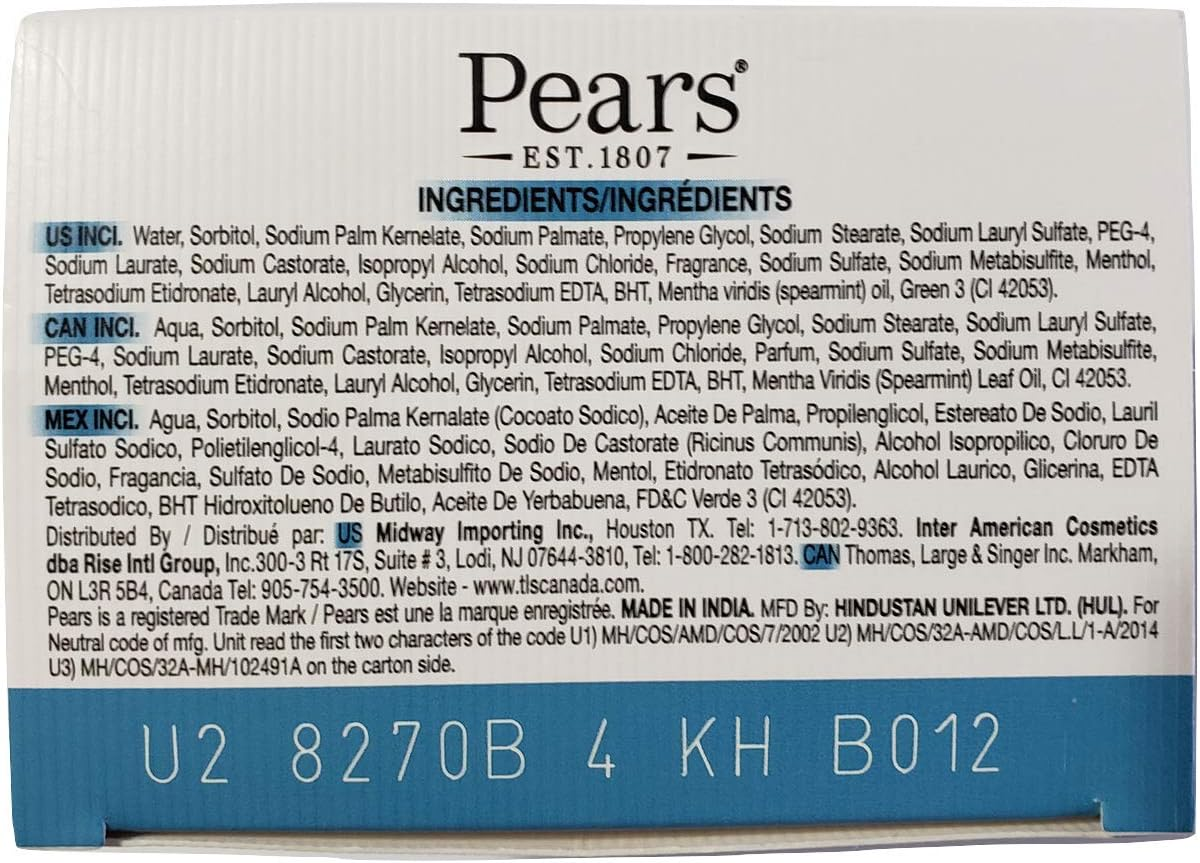 Pears®
EST.1807
INGREDIENTS/INGRÉDIENTS
US INCI. Water, Sorbitol, Sodium Palm Kernelate, Sodium Palmate, Propylene Glycol, Sodium Stearate, Sodium Lauryl Sulfate, PEG-4,
Sodium Laurate, Sodium Castorate, Isopropyl Alcohol, Sodium Chloride, Fragrance, Sodium Sulfate, Sodium Metabisulfite, Menthol,
Tetrasodium Etidronate, Lauryl Alcohol, Glycerin, Tetrasodium EDTA, BHT, Mentha viridis (spearmint) oil, Green 3 (CI 42053).
CAN INCI. Aqua, Sorbitol, Sodium Palm Kernelate, Sodium Palmate, Propylene Glycol, Sodium Stearate, Sodium Lauryl Sulfate,
PEG-4, Sodium Laurate, Sodium Castorate, Isopropyl Alcohol, Sodium Chloride, Parfum, Sodium Sulfate, Sodium Metabisulfite,
Menthol, Tetrasodium Etidronate, Lauryl Alcohol, Glycerin, Tetrasodium EDTA, BHT, Mentha Viridis (Spearmint) Leaf Oil, CI 42053.
MEX INCI. Agua, Sorbitol, Sodio Palma Kernalate (Cocoato Sodico), Aceite De Palma, Propilenglicol, Estereato De Sodio, Lauril
Sulfato Sodico, Polietilenglicol-4, Laurato Sodico, Sodio De Castorate (Ricinus Communis), Alcohol Isopropilico, Cloruro De
Sodio, Fragancia, Sulfato De Sodio, Metabisulfito De Sodio, Mentol, Etidronato Tetrasódico, Alcohol Laurico, Glicerina, EDTA
Tetrasodico, BHT Hidroxitolueno De Butilo, Aceite De Yerbabuena, FD&C Verde 3 (CI 42053).
Distributed By / Distribué par: US Midway Importing Inc., Houston TX. Tel: 1-713-802-9363. Inter American Cosmetics
dba Rise Intl Group, Inc.300-3 Rt 17S, Suite # 3, Lodi, NJ 07644-3810, Tel: 1-800-282-1813. CAN Thomas, Large & Singer Inc. Markham,
ON L3R 5B4, Canada Tel: 905-754-3500. Website - www.tlscanada.com.
Pears is a registered Trade Mark / Pears est une la marque enregistrée. MADE IN INDIA. MFD By: HINDUSTAN UNILEVER LTD. (HUL). For
Neutral code of mfg. Unit read the first two characters of the code U1) MH/COS/AMD/COS/7/2002 U2) MH/COS/32A-AMD/COS/L.L/1-A/2014
U3) MH/COS/32A-MH/102491A on the carton side.
U2 8270B 4 KH B012